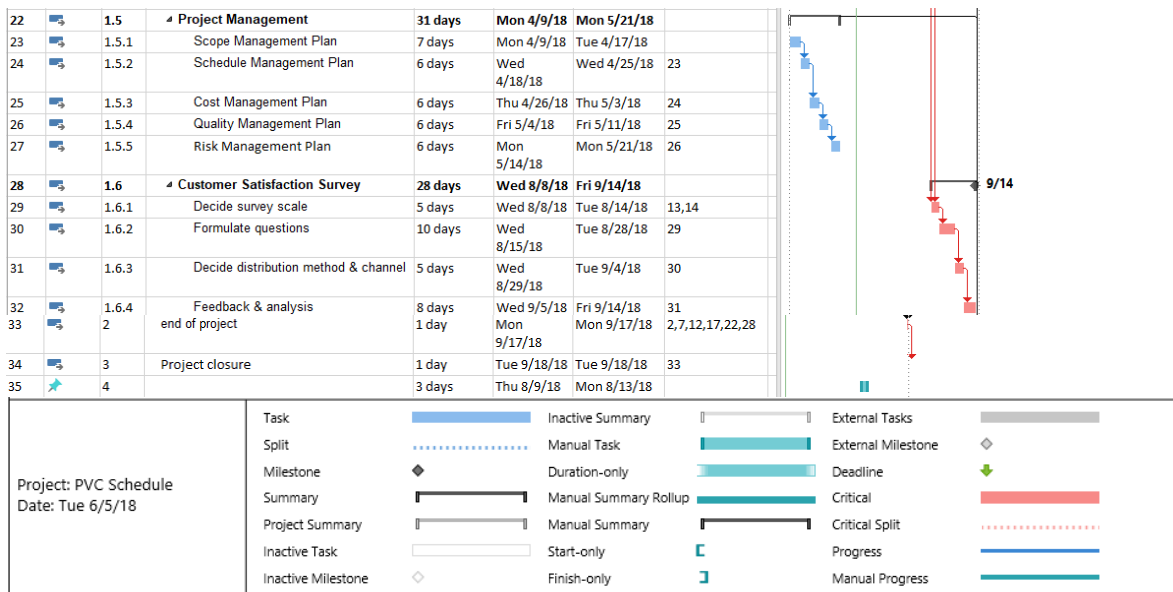 22 1.5 Project Management 31 days Mon 4/9/18 Mon 5/21/18
23 1.5.1 Scope Management Plan 7 days Mon 4/9/18 Tue 4/17/18
24 1.5.2 Schedule Management Plan 6 days Wed 4/18/18 Wed 4/25/18 23
25 1.5.3 Cost Management Plan 6 days Thu 4/26/18 Thu 5/3/18 24
26 1.5.4 Quality Management Plan 6 days Fri 5/4/18 Fri 5/11/18 25
27 1.5.5 Risk Management Plan 6 days Mon 5/14/18 Mon 5/21/18 26
28 1.6 Customer Satisfaction Survey 28 days Wed 8/8/18 Fri 9/14/18 9/14
29 1.6.1 Decide survey scale 5 days Wed 8/8/18 Tue 8/14/18 13,14
30 1.6.2 Formulate questions 10 days Wed 8/15/18 Tue 8/28/18 29
31 1.6.3 Decide distribution method & channel 5 days Wed 8/29/18 Tue 9/4/18 30
32 1.6.4 Feedback & analysis 8 days Wed 9/5/18 Fri 9/14/18 31
33 2 end of project 1 day Mon 9/17/18 Mon 9/17/18 2,7,12,17,22,28
34 3 Project closure 1 day Tue 9/18/18 Tue 9/18/18 33
35 4 3 days Thu 8/9/18 Mon 8/13/18
Project: PVC Schedule
Date: Tue 6/5/18
Task Inactive Summary External Tasks
Split Manual Task External Milestone
Milestone Duration-only Deadline
Summary Manual Summary Rollup Critical
Project Summary Manual Summary Critical Split
Inactive Task Start-only Progress
Inactive Milestone Finish-only Manual Progress